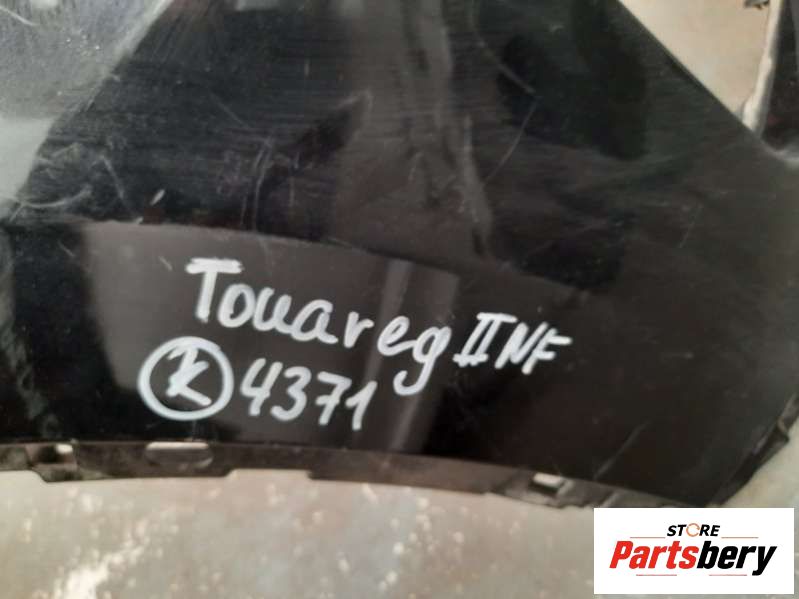 Touareg II NF
K 4371
STORE
Partsbery